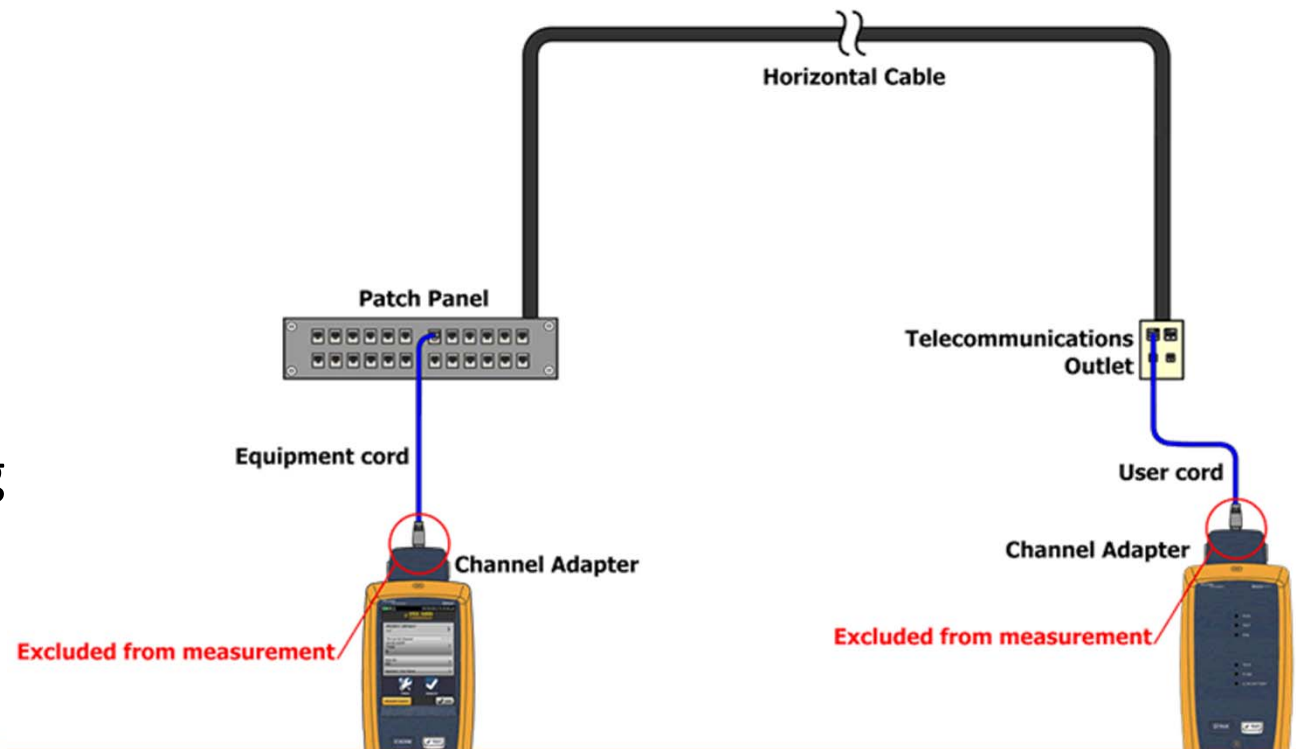 Horizontal Cable
Patch Panel
Telecommunications
Outlet
Equipment cord
g
User cord
Channel Adapter
Channel Adapter
Excluded from measurement
Excluded from measurement